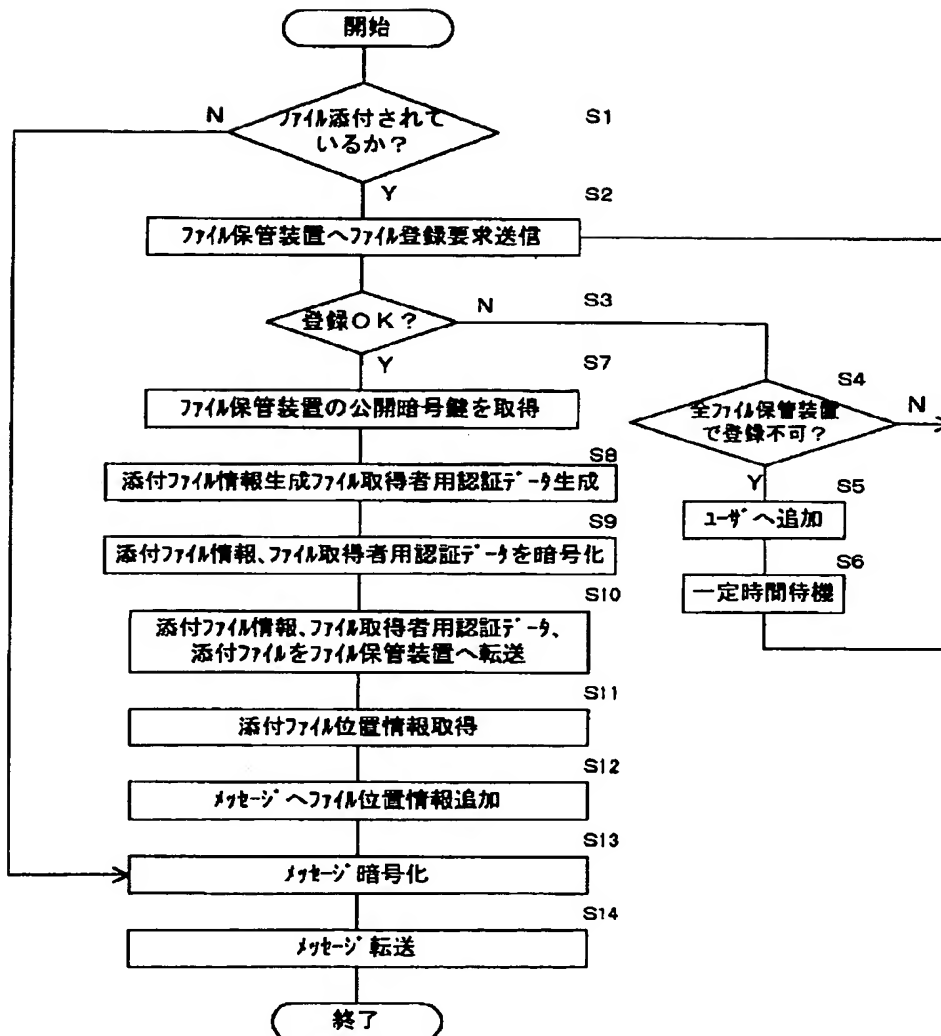 開始
N
ファイル添付されて
いるか?
S1
Y
S2
ファイル保管装置へファイル登録要求送信
登録OK?
N
S3
Y
S7
ファイル保管装置の公開暗号鍵を取得
S8
添付ファイル情報生成ファイル取得者用認証データ生成
S9
添付ファイル情報、ファイル取得者用認証データを暗号化
S10
添付ファイル情報、ファイル取得者用認証データ、
添付ファイルをファイル保管装置へ転送
S11
添付ファイル位置情報取得
S12
メッセージへファイル位置情報追加
S13
メッセージ暗号化
S14
メッセージ転送
終了
S4
全ファイル保管装置
で登録不可?
N
Y
S5
ユーザへ追加
S6
一定時間待機